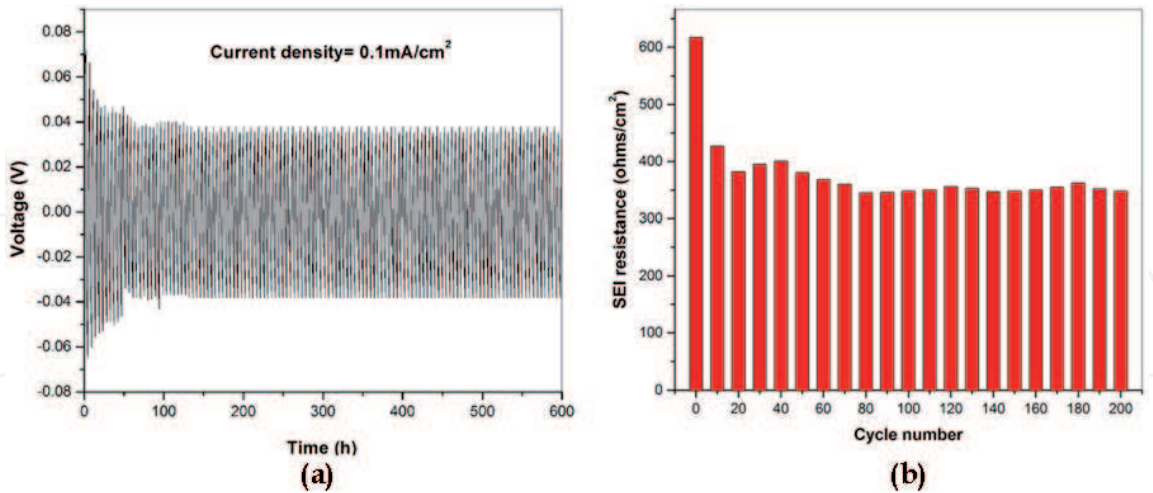 Current density= 0.1mA/cm²
Voltage (V)
0.08
0.06
0.04
0.02
0.00
-0.02
-0.04
-0.06
-0.08
0 100 200 300 400 500 600
Time (h)
(a)
SEI resistance (ohms/cm²)
600
500
400
300
200
100
0
0 20 40 60 80 100 120 140 160 180 200
Cycle number
(b)